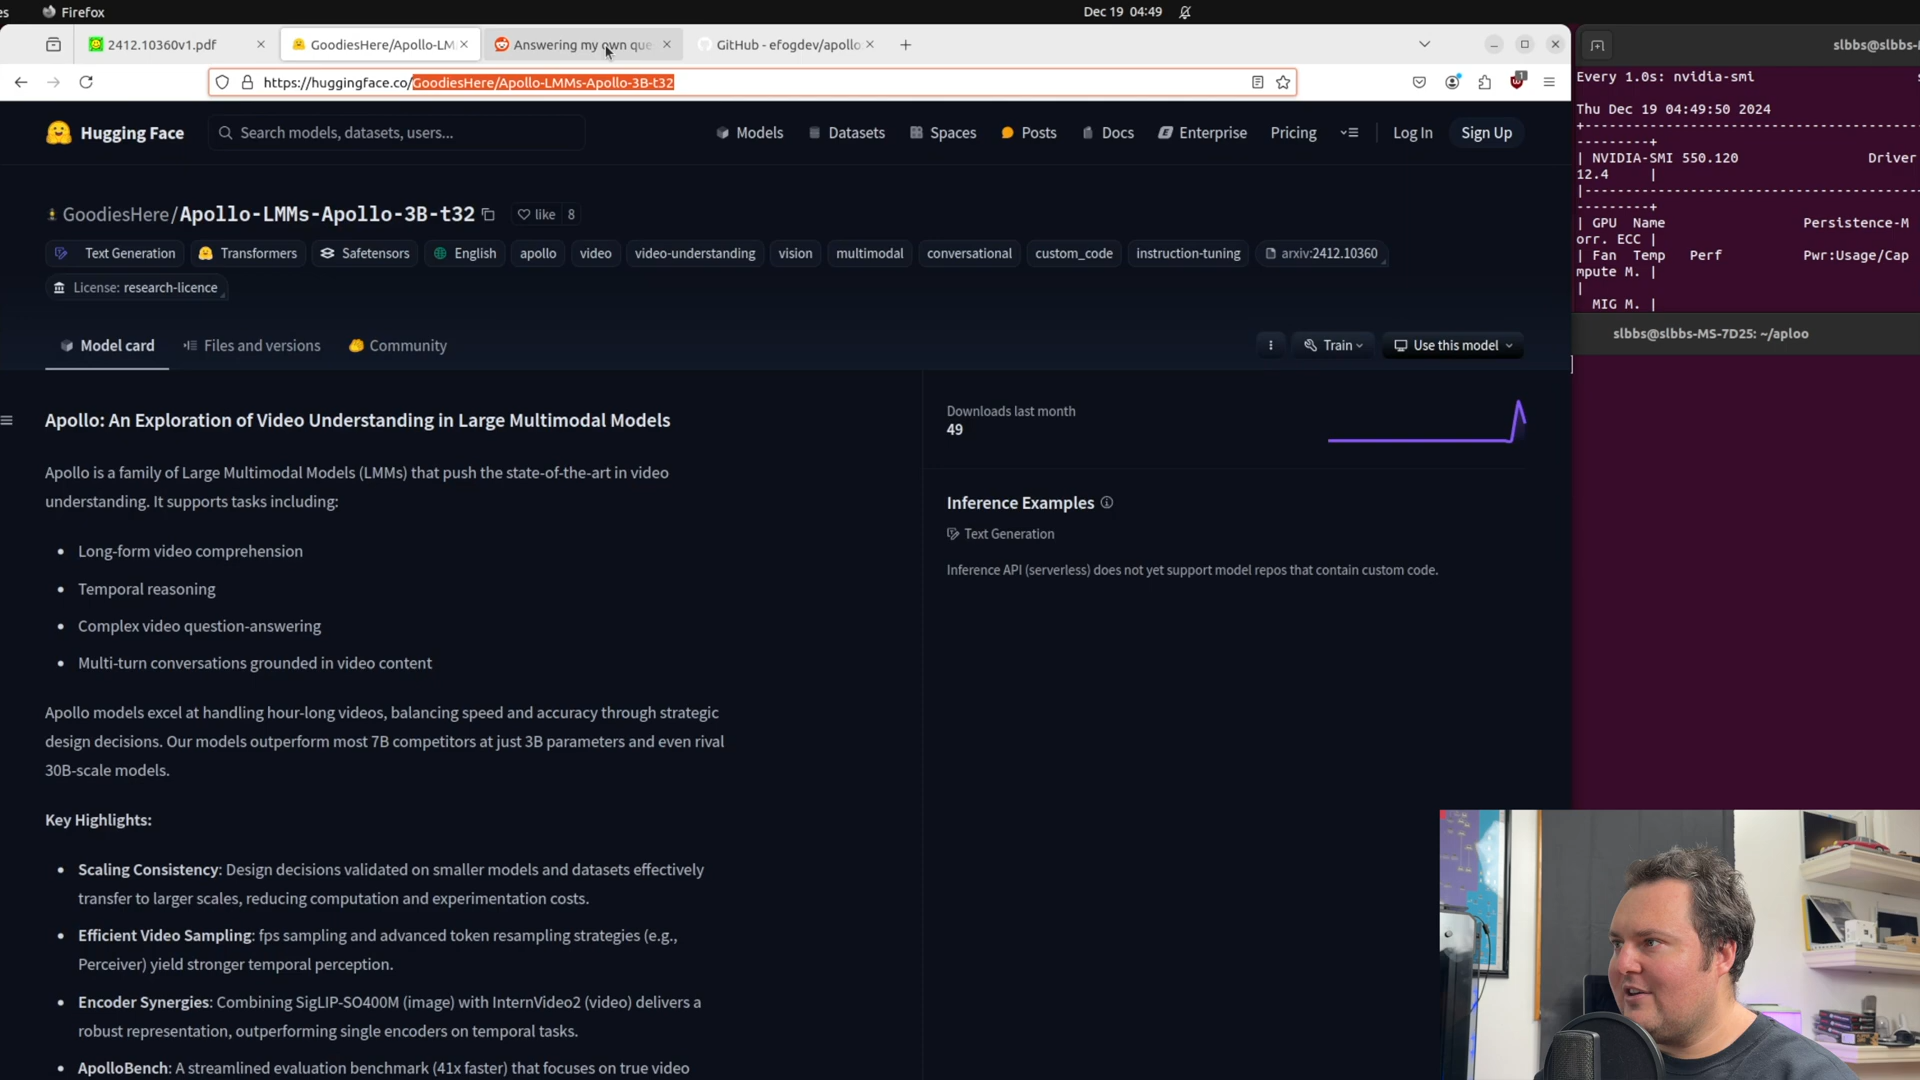 Firefox
Dec 19 04:49
2412.10360v1.pdf
GoodiesHere/Apollo-LM
Answering my own que
GitHub - efogdev/apollo
slbbs@slbbs-
https://huggingface.co/GoodiesHere/Apollo-LMMs-Apollo-3B-t32
1
Hugging Face
Search models, datasets, users...
Models
Datasets
Spaces
Posts
Docs
Enterprise
Pricing
Log In
Sign Up
GoodiesHere/Apollo-LMMs-Apollo-3B-t32
like 8
Text Generation
Transformers
Safetensors
English
apollo
video
video-understanding
vision
multimodal
conversational
custom_code
instruction-tuning
arxiv:2412.10360
License: research-licence
Model card
Files and versions
Community
Train
Use this model
Apollo: An Exploration of Video Understanding in Large Multimodal Models
Apollo is a family of Large Multimodal Models (LMMs) that push the state-of-the-art in video
understanding. It supports tasks including:
• Long-form video comprehension
• Temporal reasoning
• Complex video question-answering
• Multi-turn conversations grounded in video content
Apollo models excel at handling hour-long videos, balancing speed and accuracy through strategic
design decisions. Our models outperform most 7B competitors at just 3B parameters and even rival
30B-scale models.
Key Highlights:
• Scaling Consistency: Design decisions validated on smaller models and datasets effectively
transfer to larger scales, reducing computation and experimentation costs.
• Efficient Video Sampling: fps sampling and advanced token resampling strategies (e.g.,
Perceiver) yield stronger temporal perception.
• Encoder Synergies: Combining SigLIP-SO400M (image) with InternVideo2 (video) delivers a
robust representation, outperforming single encoders on temporal tasks.
• ApolloBench: A streamlined evaluation benchmark (41x faster) that focuses on true video
Downloads last month
49
Inference Examples
Text Generation
Inference API (serverless) does not yet support model repos that contain custom code.
Every 1.0s: nvidia-smi
Thu Dec 19 04:49:50 2024
+-----------------------------------------
---------+
| NVIDIA-SMI 550.120 Driver
12.4 |
|-----------------------------------------
---------+
| GPU Name Persistence-M
orr. ECC |
| Fan Temp Perf Pwr:Usage/Cap
mpute M. |
|
MIG M. |
slbbs@slbbs-MS-7D25: ~/aploo